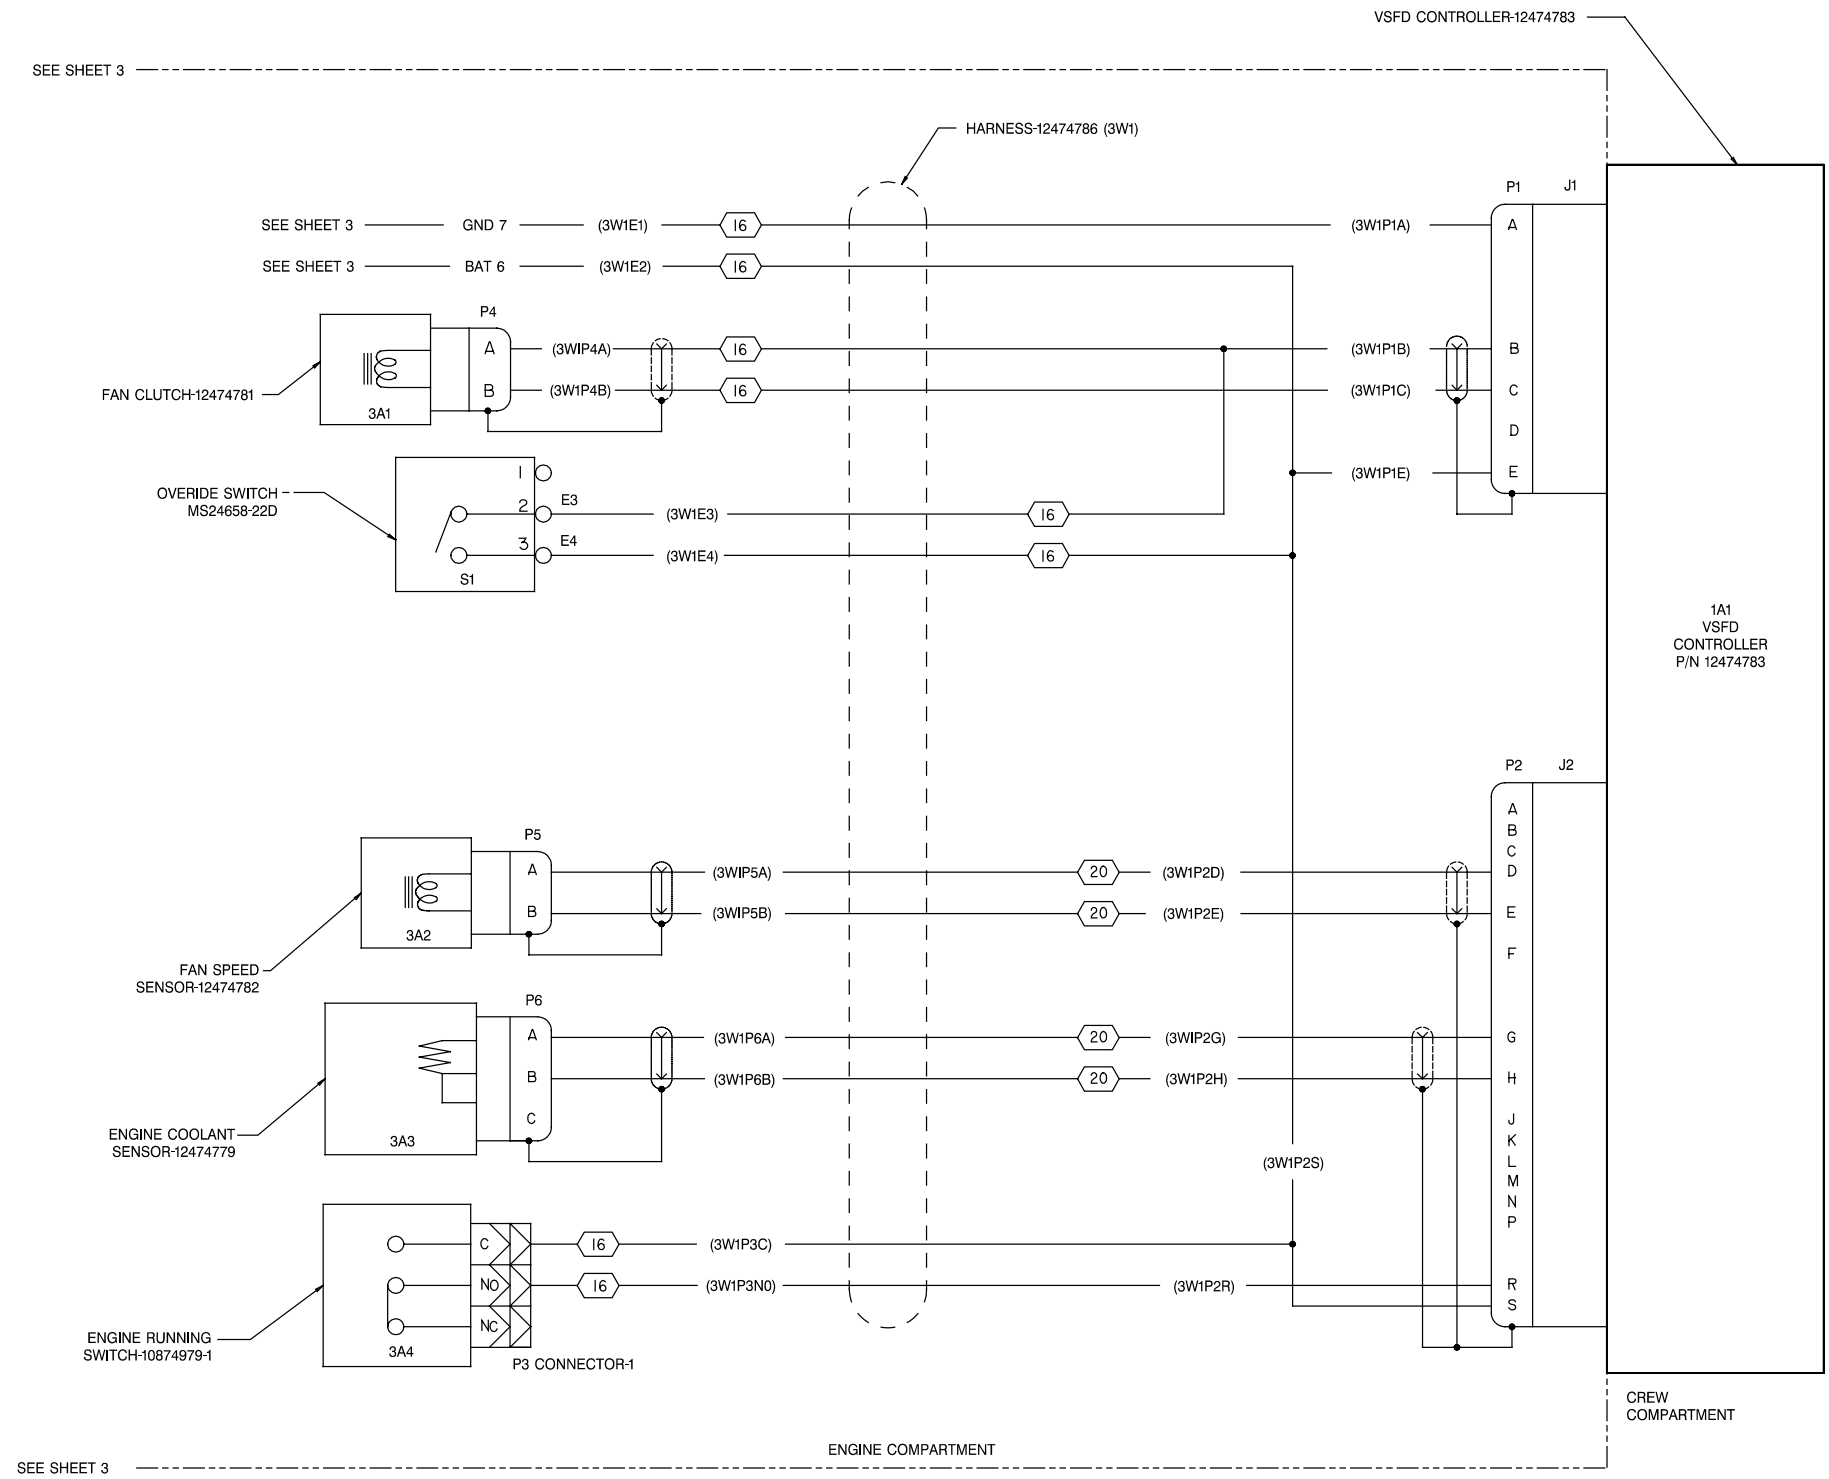 VSFD CONTROLLER-12474783
SEE SHEET 3
HARNESS-12474786 (3W1)
P1 J1
SEE SHEET 3 GND 7 (3W1E1) 16 (3W1P1A) A
SEE SHEET 3 BAT 6 (3W1E2) 16
P4
A (3WIP4A) 16 (3W1P1B) B
FAN CLUTCH-12474781 B (3W1P4B) 16 (3W1P1C) C
3A1
D
1 (3W1P1E) E
OVERIDE SWITCH
MS24658-22D
2 E3 (3W1E3) 16
3 E4 (3W1E4) 16
S1
1A1
VSFD
CONTROLLER
P/N 12474783
P2 J2
A
B
C
P5
A (3WIP5A) 20 (3W1P2D) D
B (3WIP5B) 20 (3W1P2E) E
3A2
F
FAN SPEED
SENSOR-12474782
P6
A (3W1P6A) 20 (3WIP2G) G
B (3W1P6B) 20 (3W1P2H) H
C
J
K
L
M
N
P
3A3
ENGINE COOLANT
SENSOR-12474779
(3W1P2S)
C 16 (3W1P3C)
NO 16 (3W1P3N0) (3W1P2R) R
S
NC
3A4
ENGINE RUNNING
SWITCH-10874979-1
P3 CONNECTOR-1
CREW
COMPARTMENT
ENGINE COMPARTMENT
SEE SHEET 3